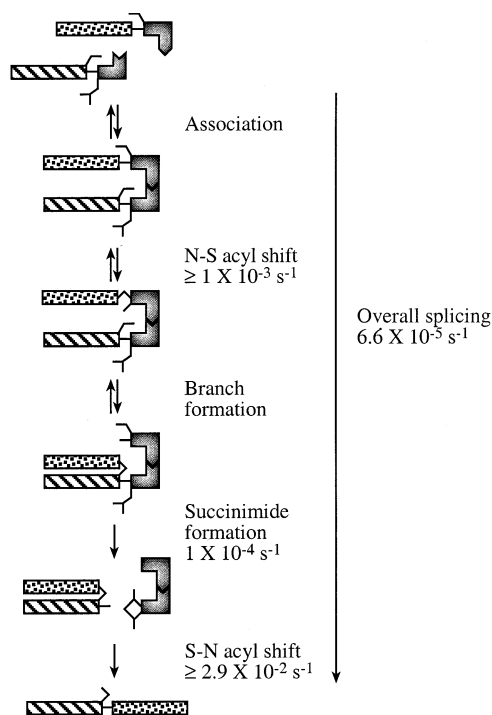 Association
N-S acyl shift
≥ 1 X 10-3 s-1
Overall splicing
6.6 X 10-5 s-1
Branch
formation
Succinimide
formation
1 X 10-4 s-1
S-N acyl shift
≥ 2.9 X 10-2 s-1